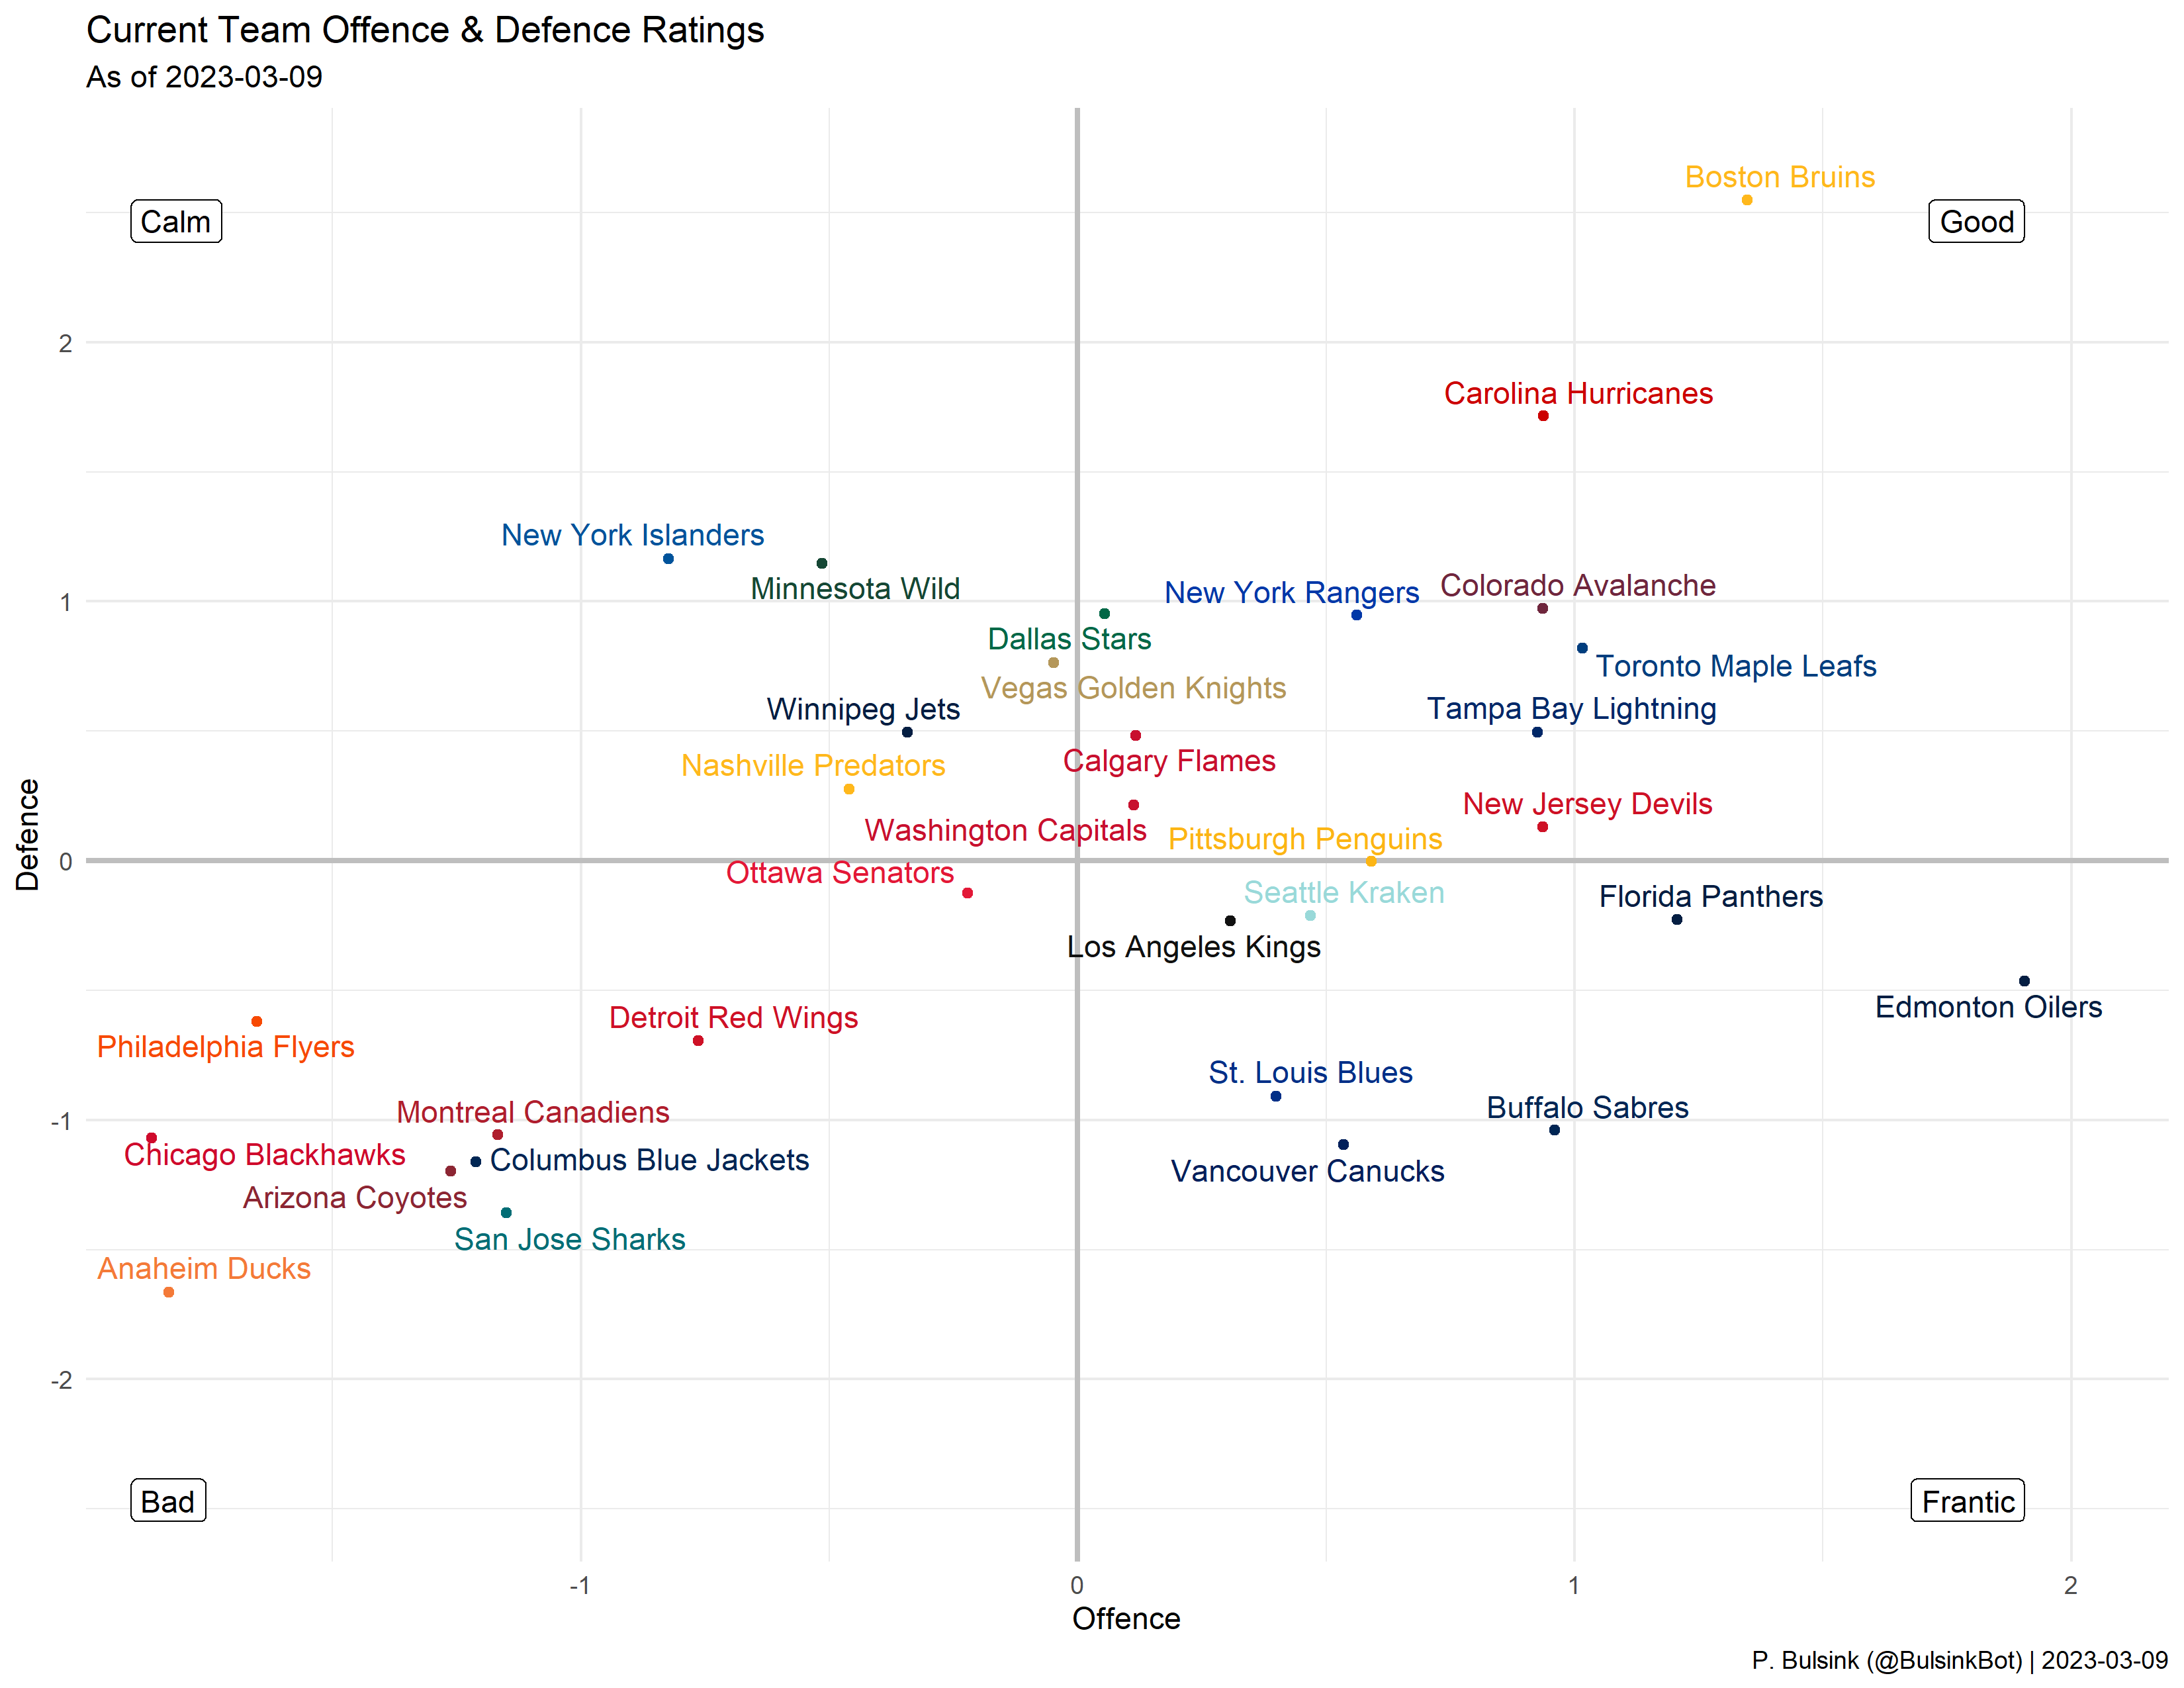 Current Team Offence & Defence Ratings
As of 2023-03-09
Boston Bruins
Calm
Good
2
Carolina Hurricanes
New York Islanders
Minnesota Wild
New York Rangers
Colorado Avalanche
1
Dallas Stars
Toronto Maple Leafs
Vegas Golden Knights
Winnipeg Jets
Tampa Bay Lightning
Nashville Predators
Calgary Flames
New Jersey Devils
Washington Capitals
Pittsburgh Penguins
Defence
0
Ottawa Senators
Seattle Kraken
Florida Panthers
Los Angeles Kings
Edmonton Oilers
Detroit Red Wings
Philadelphia Flyers
St. Louis Blues
Montreal Canadiens
Buffalo Sabres
-1
Chicago Blackhawks
Columbus Blue Jackets
Vancouver Canucks
Arizona Coyotes
San Jose Sharks
Anaheim Ducks
-2
Bad
Frantic
-1
0
1
2
Offence
P. Bulsink (@BulsinkBot) | 2023-03-09